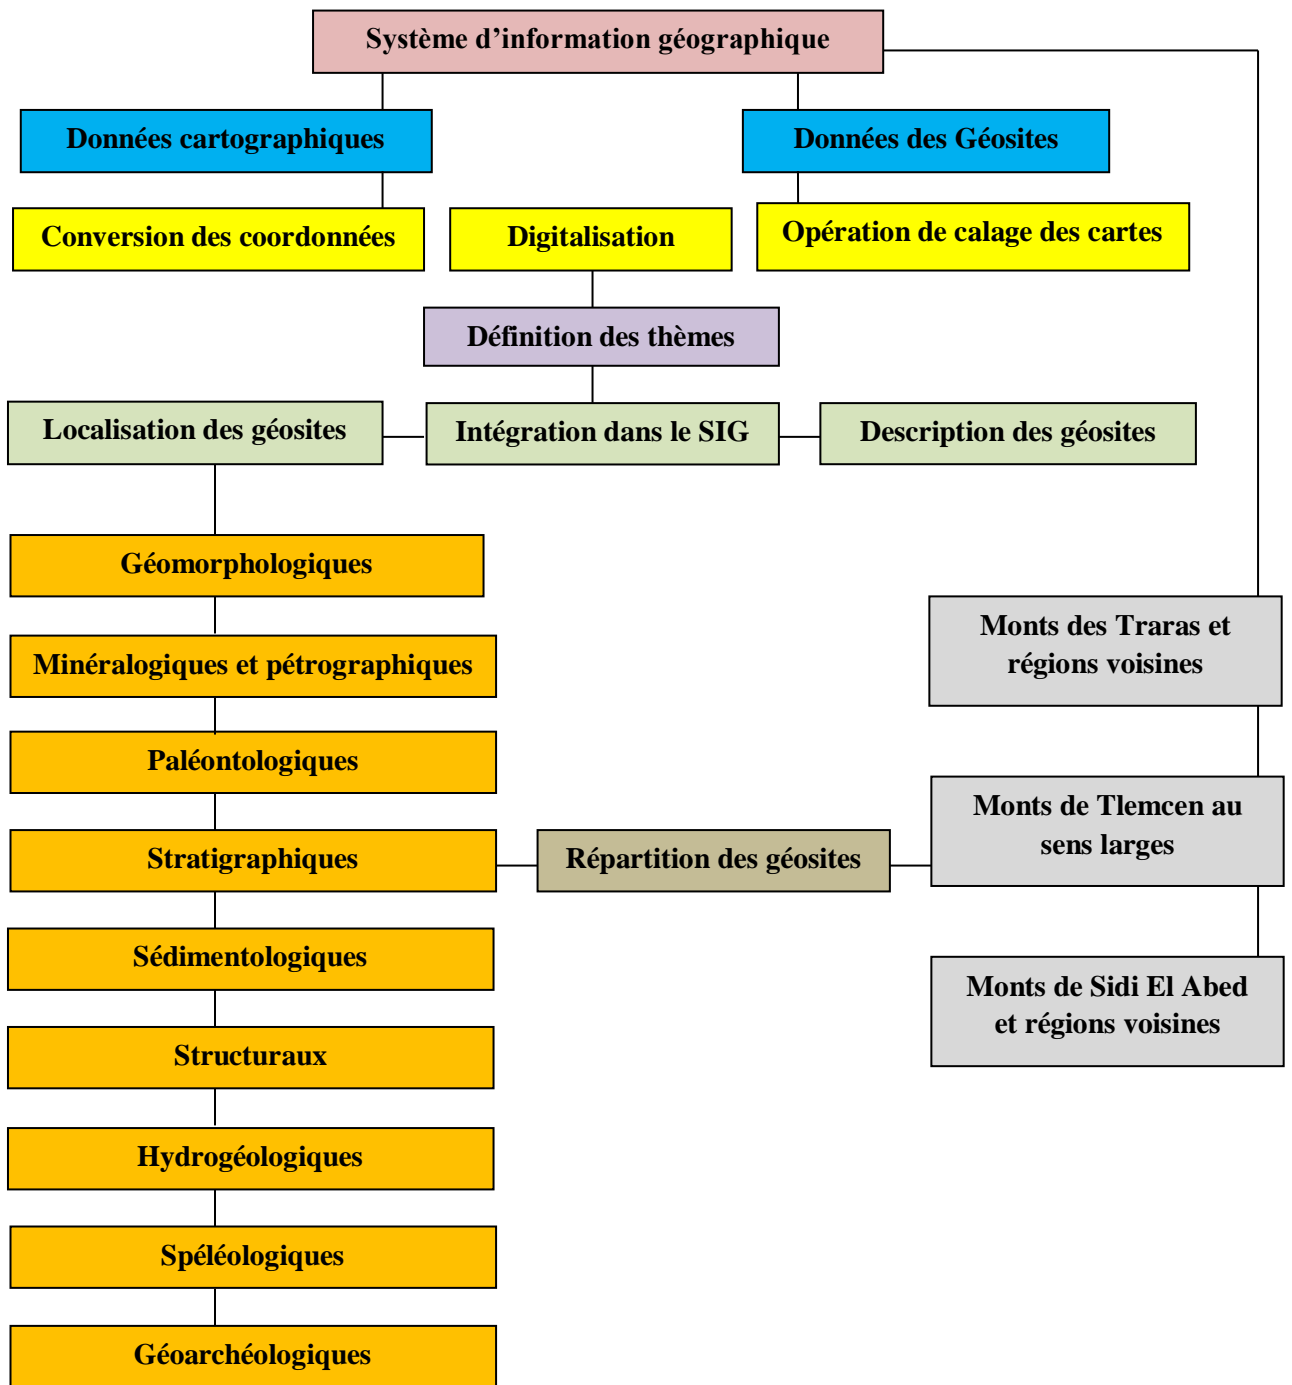 Système d’information géographique
Données cartographiques
Données des Géosites
Conversion des coordonnées
Digitalisation
Opération de calage des cartes
Définition des thèmes
Localisation des géosites
Intégration dans le SIG
Description des géosites
Géomorphologiques
Minéralogiques et pétrographiques
Paléontologiques
Stratigraphiques
Sédimentologiques
Structuraux
Hydrogéologiques
Spéléologiques
Géoarchéologiques
Répartition des géosites
Monts des Traras et
régions voisines
Monts de Tlemcen au
sens larges
Monts de Sidi El Abed
et régions voisines